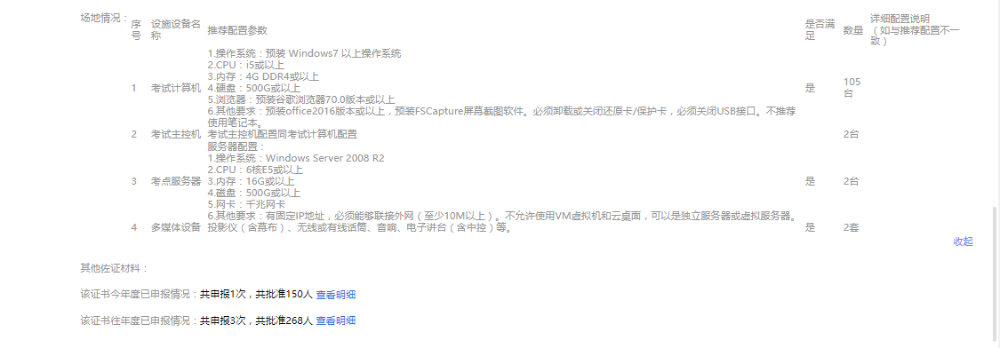 场地情况：
序号 设施设备名称 推荐配置参数 是否满足 数量 详细配置说明（如与推荐配置不一致）
1.操作系统：预装 Windows7 以上操作系统
2.CPU：i5或以上
3.内存：4G DDR4或以上
1 考试计算机 4.硬盘：500G或以上 是 105台
5.浏览器：预装谷歌浏览器70.0版本或以上
6.其他要求：预装office2016版本或以上，预装FSCapture屏幕截图软件。必须卸载或关闭还原卡/保护卡，必须关闭USB接口。不推荐
使用笔记本。
2 考试主控机 考试主控机配置同考试计算机配置 2台
服务器配置：
1.操作系统：Windows Server 2008 R2
2.CPU：6核E5或以上
3 考点服务器 3.内存：16G或以上 是 2台
4.磁盘：500G或以上
5.网卡：千兆网卡
6.其他要求：有固定IP地址，必须能够联接外网（至少10M以上）。不允许使用VM虚拟机和云桌面，可以是独立服务器或虚拟服务器。
4 多媒体设备 投影仪（含幕布）、无线或有线话筒、音响、电子讲台（含中控）等。 是 2套
收起
其他佐证材料：
该证书今年度已申报情况：共申报1次，共批准150人 查看明细
该证书往年度已申报情况：共申报3次，共批准268人 查看明细